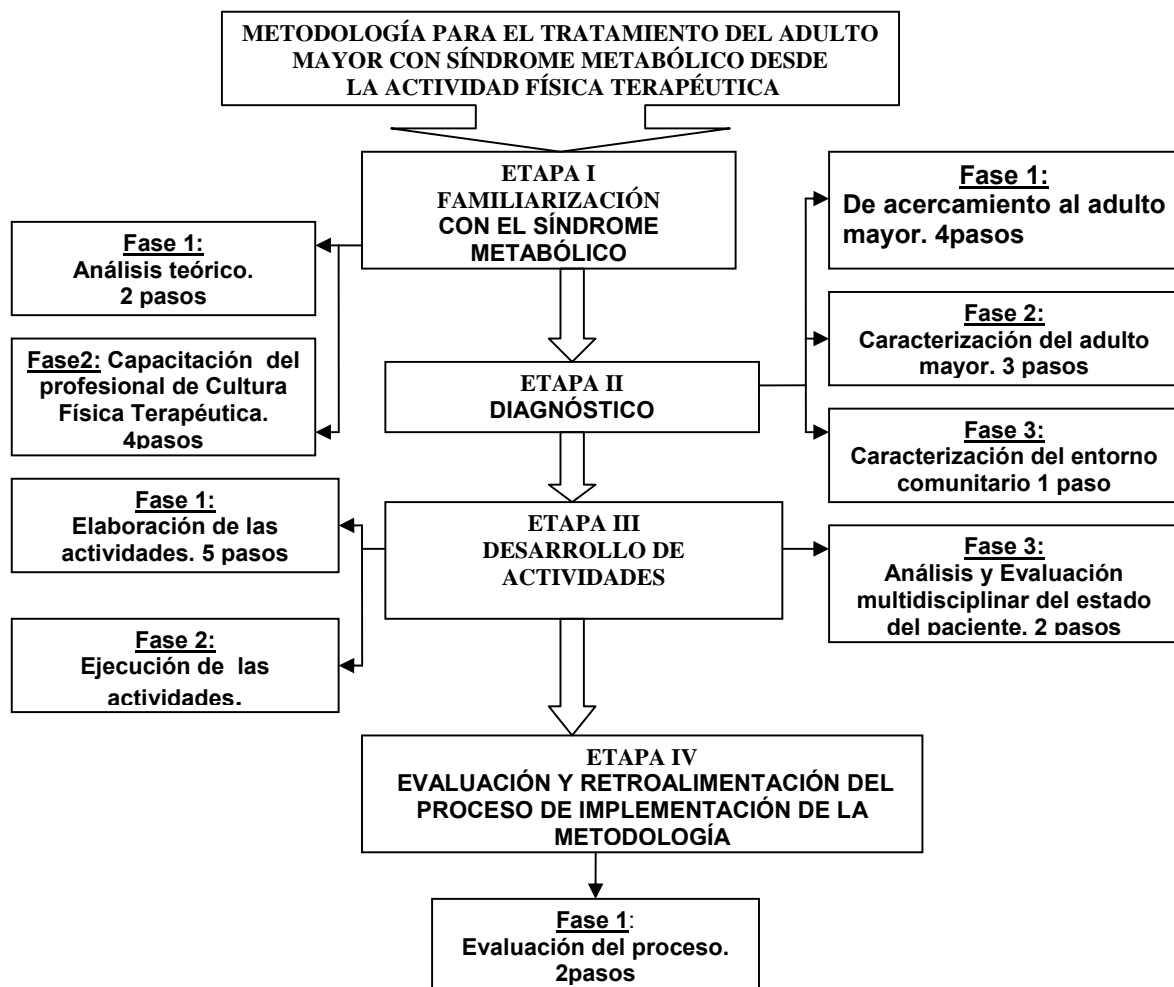 METODOLOGÍA PARA EL TRATAMIENTO DEL ADULTO
MAYOR CON SÍNDROME METABÓLICO DESDE
LA ACTIVIDAD FÍSICA TERAPÉUTICA
ETAPA I
FAMILIARIZACIÓN
CON EL SÍNDROME
METABÓLICO
Fase 1:
Análisis teórico.
2 pasos
Fase2: Capacitación del
profesional de Cultura
Física Terapéutica.
4pasos
ETAPA II
DIAGNÓSTICO
Fase 1:
De acercamiento al adulto
mayor. 4pasos
Fase 2:
Caracterización del adulto
mayor. 3 pasos
Fase 3:
Caracterización del entorno
comunitario 1 paso
ETAPA III
DESARROLLO DE
ACTIVIDADES
Fase 1:
Elaboración de las
actividades. 5 pasos
Fase 2:
Ejecución de las
actividades.
Fase 3:
Análisis y Evaluación
multidisciplinar del estado
del paciente. 2 pasos
ETAPA IV
EVALUACIÓN Y RETROALIMENTACIÓN DEL
PROCESO DE IMPLEMENTACIÓN DE LA
METODOLOGÍA
Fase 1:
Evaluación del proceso.
2pasos